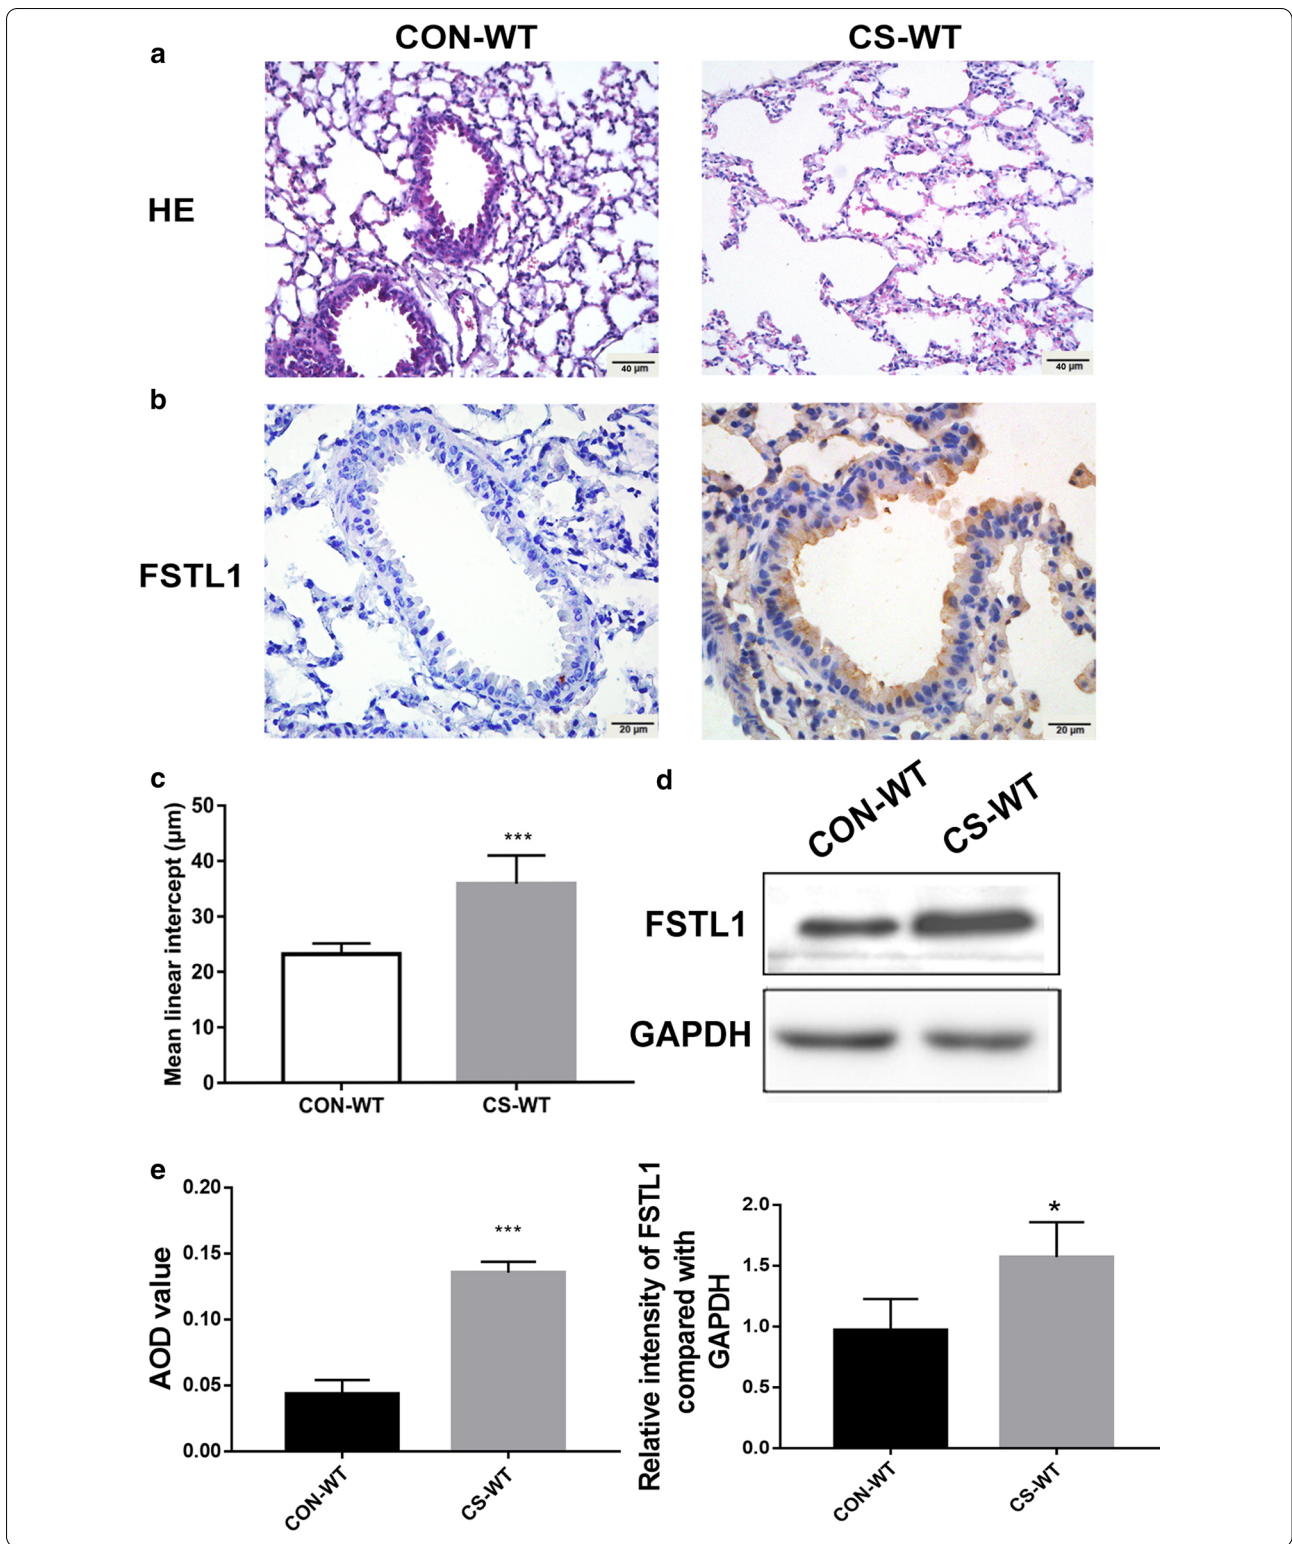 a
CON-WT
CS-WT
HE
40 µm
40 µm
b
FSTL1
20 µm
20 µm
c
Mean linear intercept (µm)
50
40
30
20
10
0
***
CON-WT
CS-WT
d
CON-WT
CS-WT
FSTL1
GAPDH
e
AOD value
0.20
0.15
0.10
0.05
0.00
***
CON-WT
CS-WT
Relative intensity of FSTL1
compared with
GAPDH
2.0
1.5
1.0
0.5
0.0
*
CON-WT
CS-WT